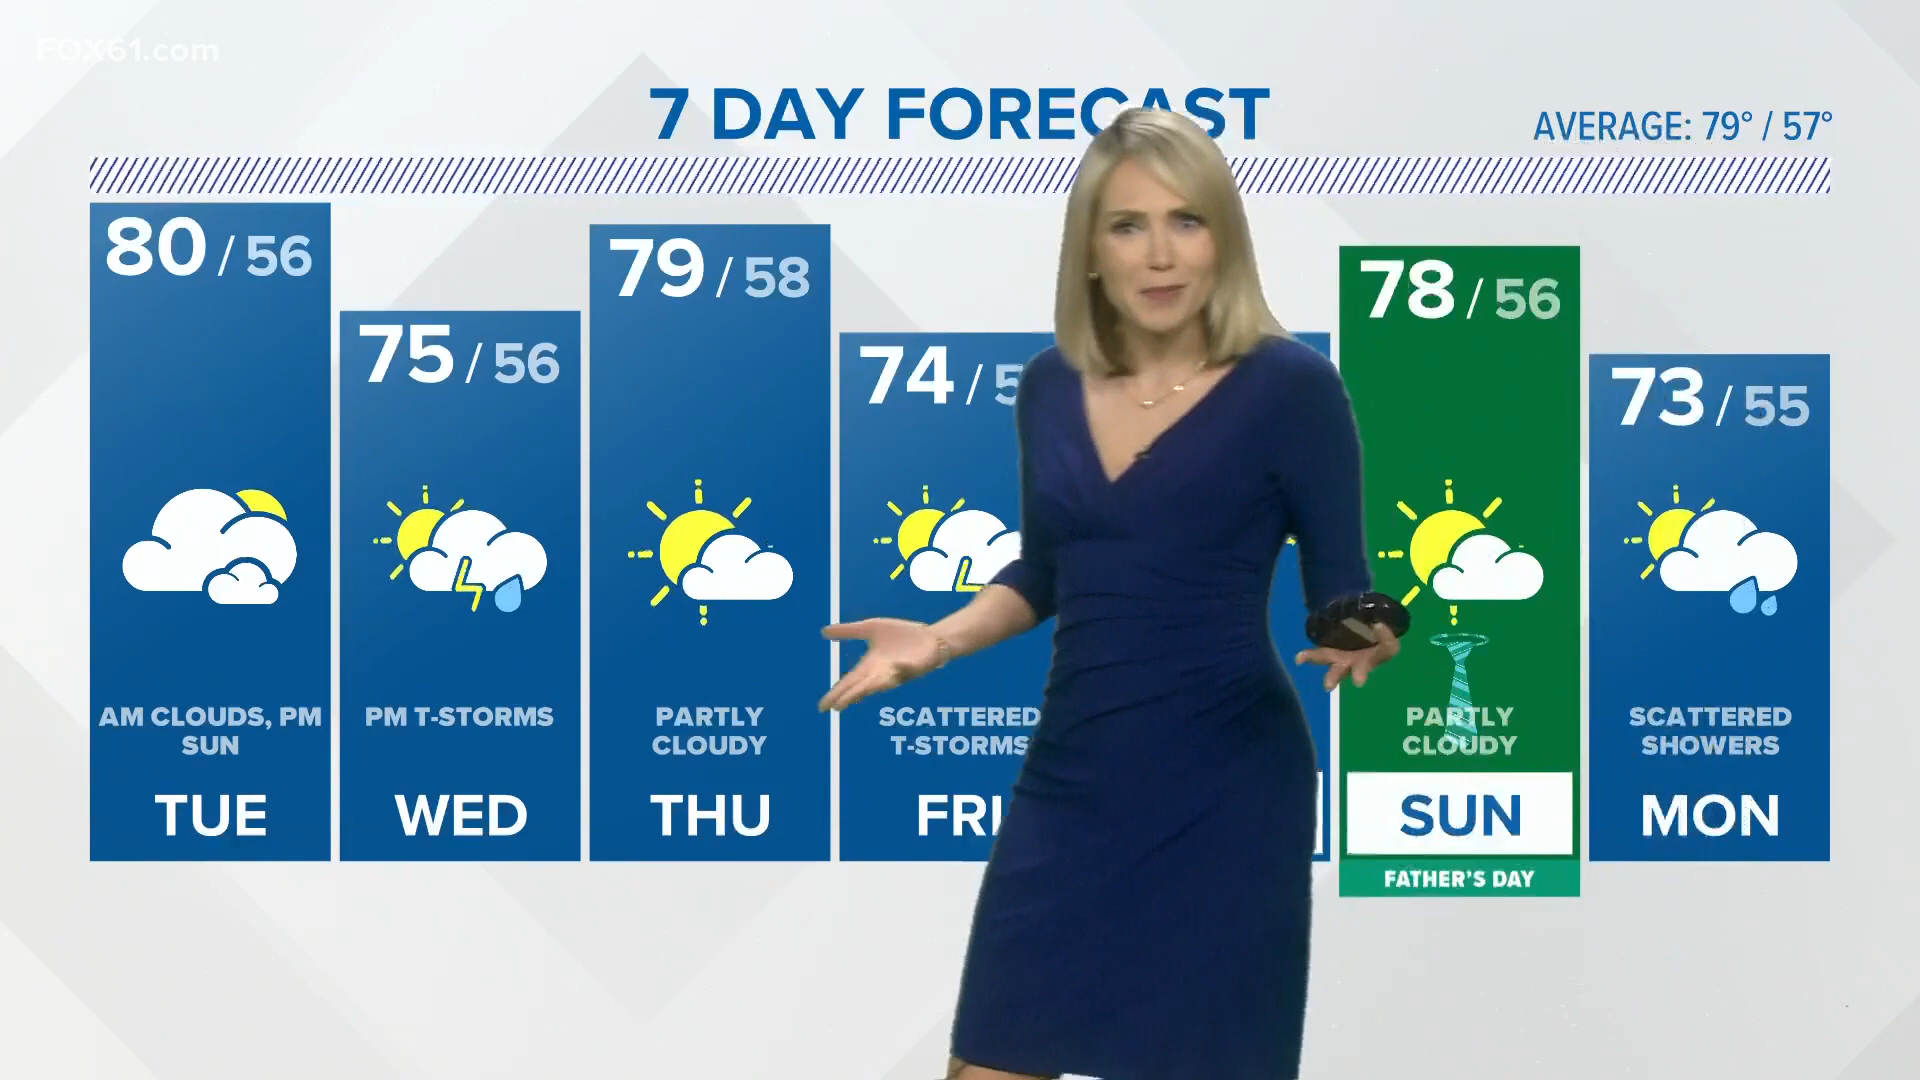 FOX61.com
7 DAY FORECAST
AVERAGE: 79° / 57°
80 / 56
AM CLOUDS, PM
SUN
TUE
75 / 56
PM T-STORMS
WED
79 / 58
PARTLY
CLOUDY
THU
74 /
SCATTERED
T-STORMS
FRI
78 / 56
PARTLY
CLOUDY
SUN
FATHER'S DAY
73 / 55
SCATTERED
SHOWERS
MON